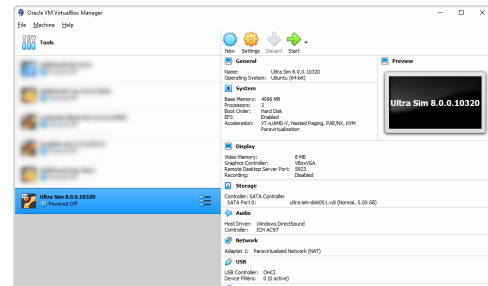 Oracle VM VirtualBox Manager
File Machine Help
Tools
New Settings Discard Start
General
Name: Ultra Sim 8.0.0.10320
Operating System: Ubuntu (64-bit)
System
Base Memory: 4096 MB
Processors: 2
Boot Order: Hard Disk
EFI: Enabled
Acceleration: VT-x/AMD-V, Nested Paging, PAE/NX, KVM
Paravirtualization
Preview
Ultra Sim 8.0.0.10320
Display
Video Memory: 8 MB
Graphics Controller: VBoxVGA
Remote Desktop Server Port: 5923
Recording: Disabled
Storage
Controller: SATA Controller
SATA Port 0: ultra-sim-disk001.vdi (Normal, 5.00 GB)
Audio
Host Driver: Windows DirectSound
Controller: ICH AC97
Network
Adapter 1: Paravirtualized Network (NAT)
USB
USB Controller: OHCI
Device Filters: 0 (0 active)
Ultra Sim 8.0.0.10320
Powered Off